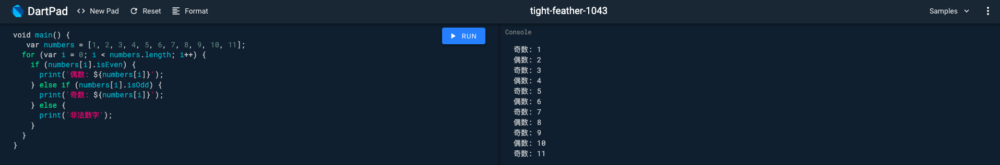 DartPad <> New Pad Reset Format tight-feather-1043 Samples
void main() {
RUN
var numbers = [1, 2, 3, 4, 5, 6, 7, 8, 9, 10, 11];
for (var i = 0; i < numbers.length; i++) {
if (numbers[i].isEven) {
print('偶数: ${numbers[i]}');
} else if (numbers[i].isOdd) {
print('奇数: ${numbers[i]}');
} else {
print('非法数字');
}
}
}
Console
奇数: 1
偶数: 2
奇数: 3
偶数: 4
奇数: 5
偶数: 6
奇数: 7
偶数: 8
奇数: 9
偶数: 10
奇数: 11